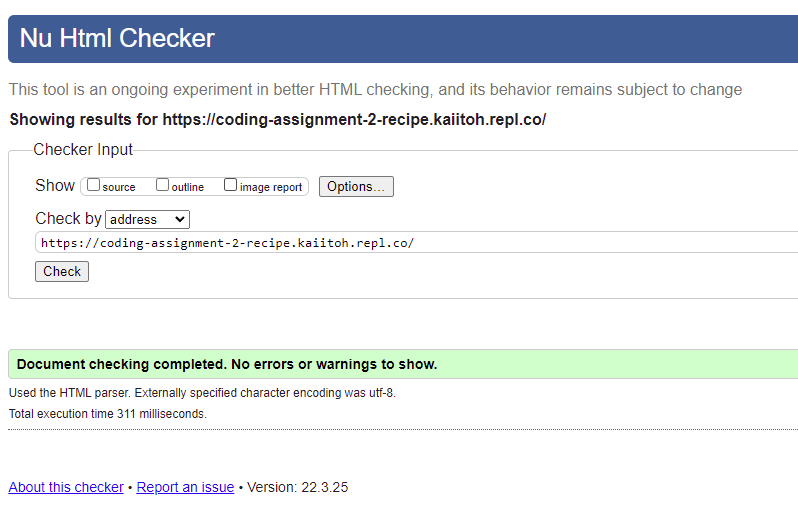 Nu Html Checker
This tool is an ongoing experiment in better HTML checking, and its behavior remains subject to change
Showing results for https://coding-assignment-2-recipe.kaiitoh.repl.co/
Checker Input
Show source outline image report Options...
Check by address
https://coding-assignment-2-recipe.kaiitoh.repl.co/
Check
Document checking completed. No errors or warnings to show.
Used the HTML parser. Externally specified character encoding was utf-8.
Total execution time 311 milliseconds.
About this checker • Report an issue • Version: 22.3.25